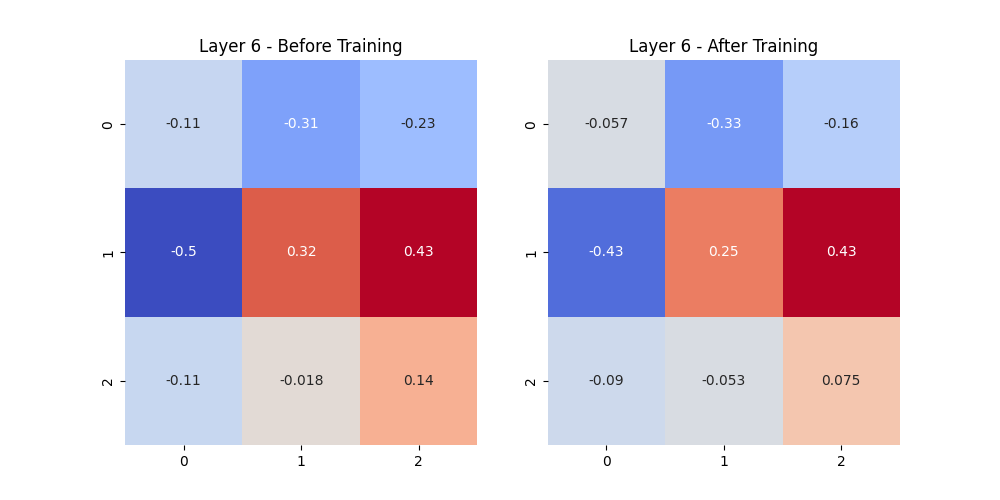 Layer 6 - Before Training
Layer 6 - After Training
0 -0.11 -0.31 -0.23
1 -0.5 0.32 0.43
2 -0.11 -0.018 0.14
0 1 2
0 -0.057 -0.33 -0.16
1 -0.43 0.25 0.43
2 -0.09 -0.053 0.075
0 1 2